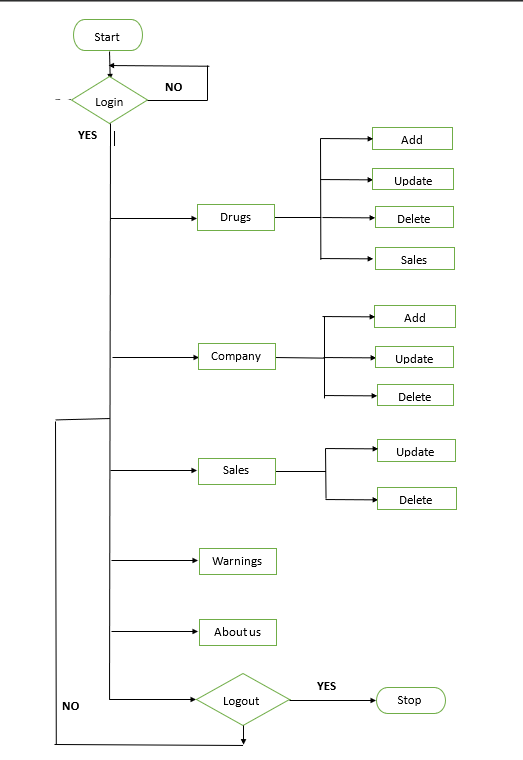 Start
NO
Login
YES
Add
Update
Drugs
Delete
Sales
Add
Company
Update
Delete
Update
Sales
Delete
Warnings
About us
YES
Logout
Stop
NO